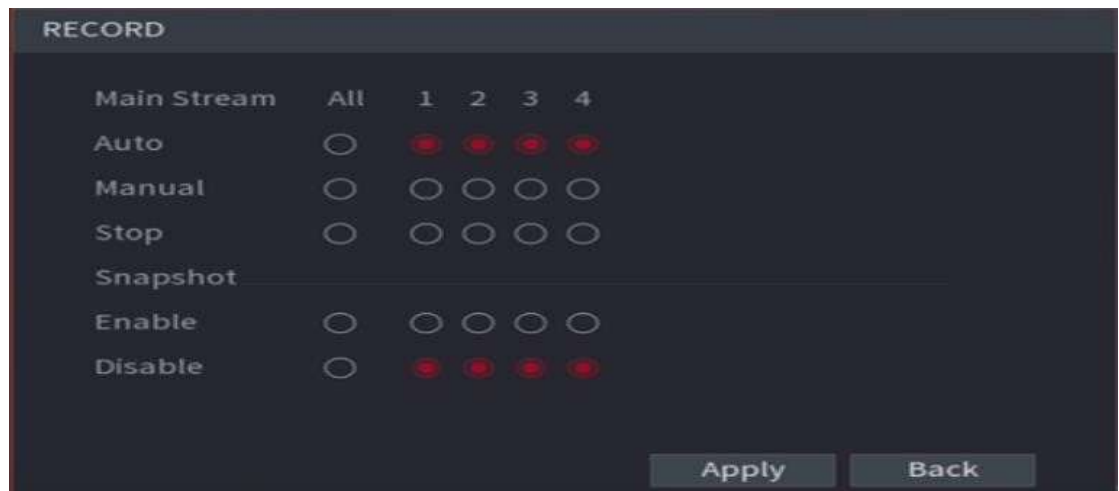 RECORD
Main Stream All 1 2 3 4
Auto
Manual
Stop
Snapshot
Enable
Disable
Apply Back